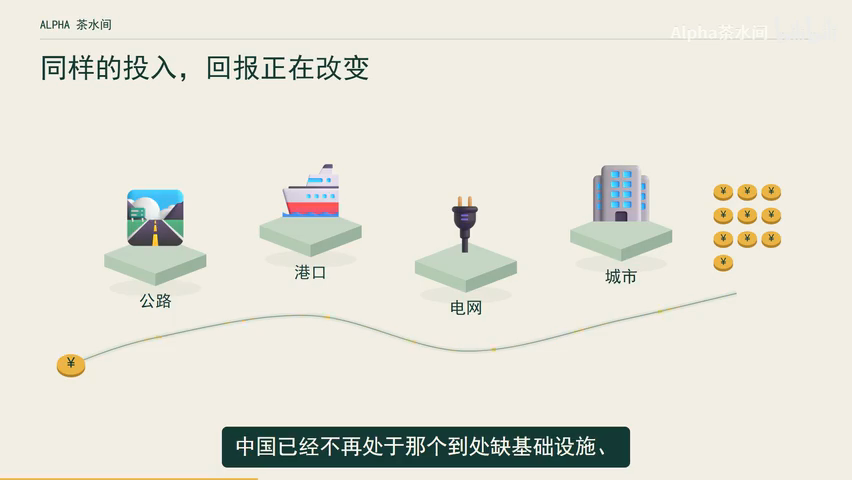 ALPHA 茶水间
Alpha茶水间
同样的投入，回报正在改变
公路
港口
电网
城市
¥
¥ ¥ ¥
¥ ¥ ¥
¥ ¥ ¥
¥
中国已经不再处于那个到处缺基础设施、